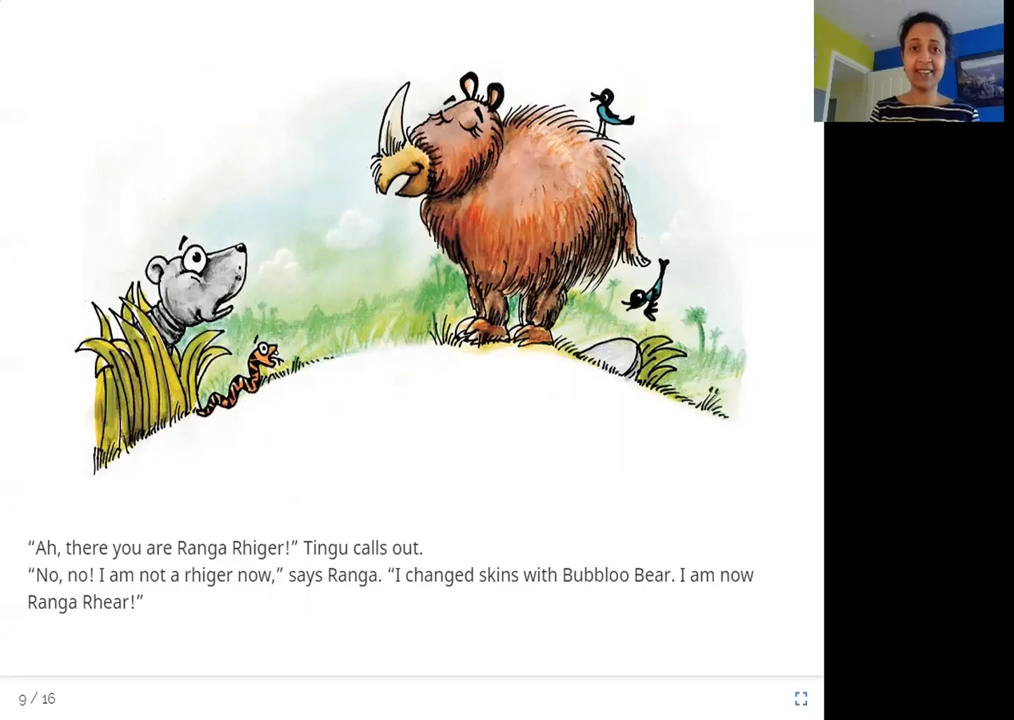 “Ah, there you are Ranga Rhiger!” Tingu calls out.
“No, no! I am not a rhiger now,” says Ranga. “I changed skins with Bubbloo Bear. I am now
Ranga Rhear!”
9 / 16